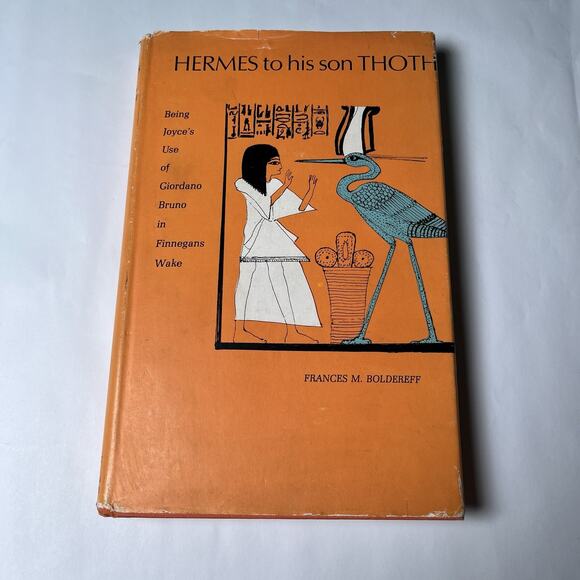 HERMES to his son THOTH
Being
Joyce's
Use
of
Giordano
Bruno
in
Finnegans
Wake
FRANCES M. BOLDEREFF